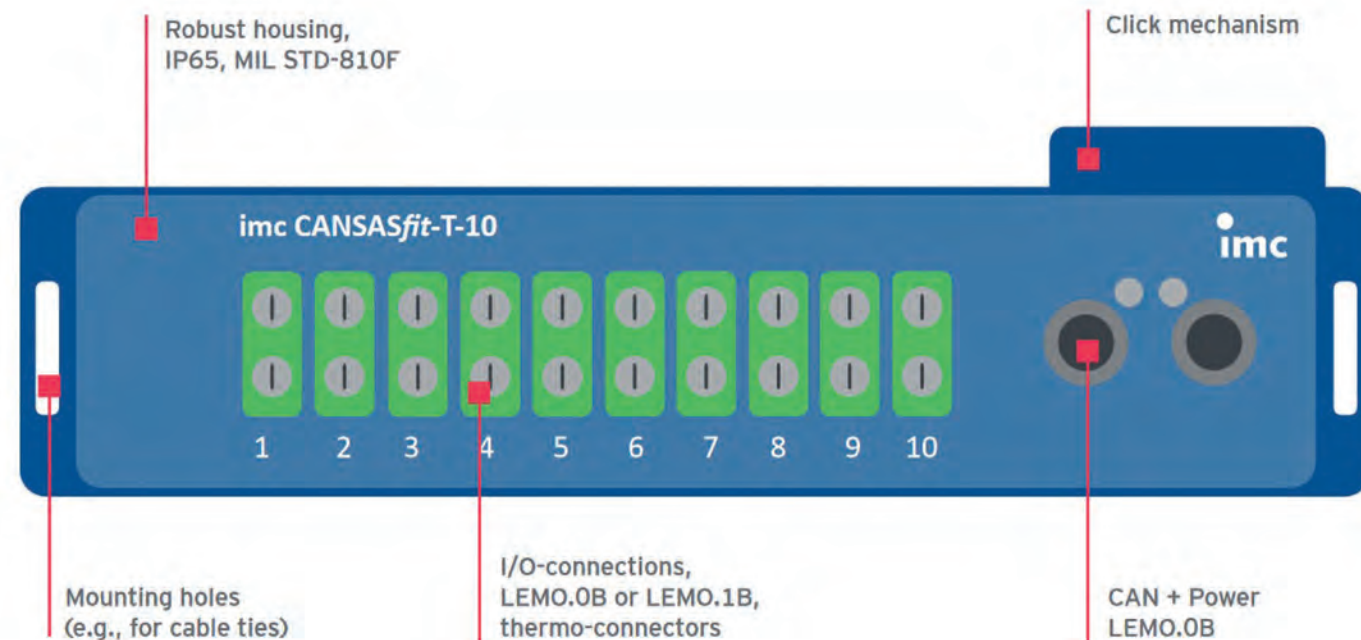 Robust housing,
IP65, MIL STD-810F
Click mechanism
imc CANSASfit-T-10
imc
1 2 3 4 5 6 7 8 9 10
Mounting holes
(e.g., for cable ties)
I/O-connections,
LEMO.0B or LEMO.1B,
thermo-connectors
CAN + Power
LEMO.0B